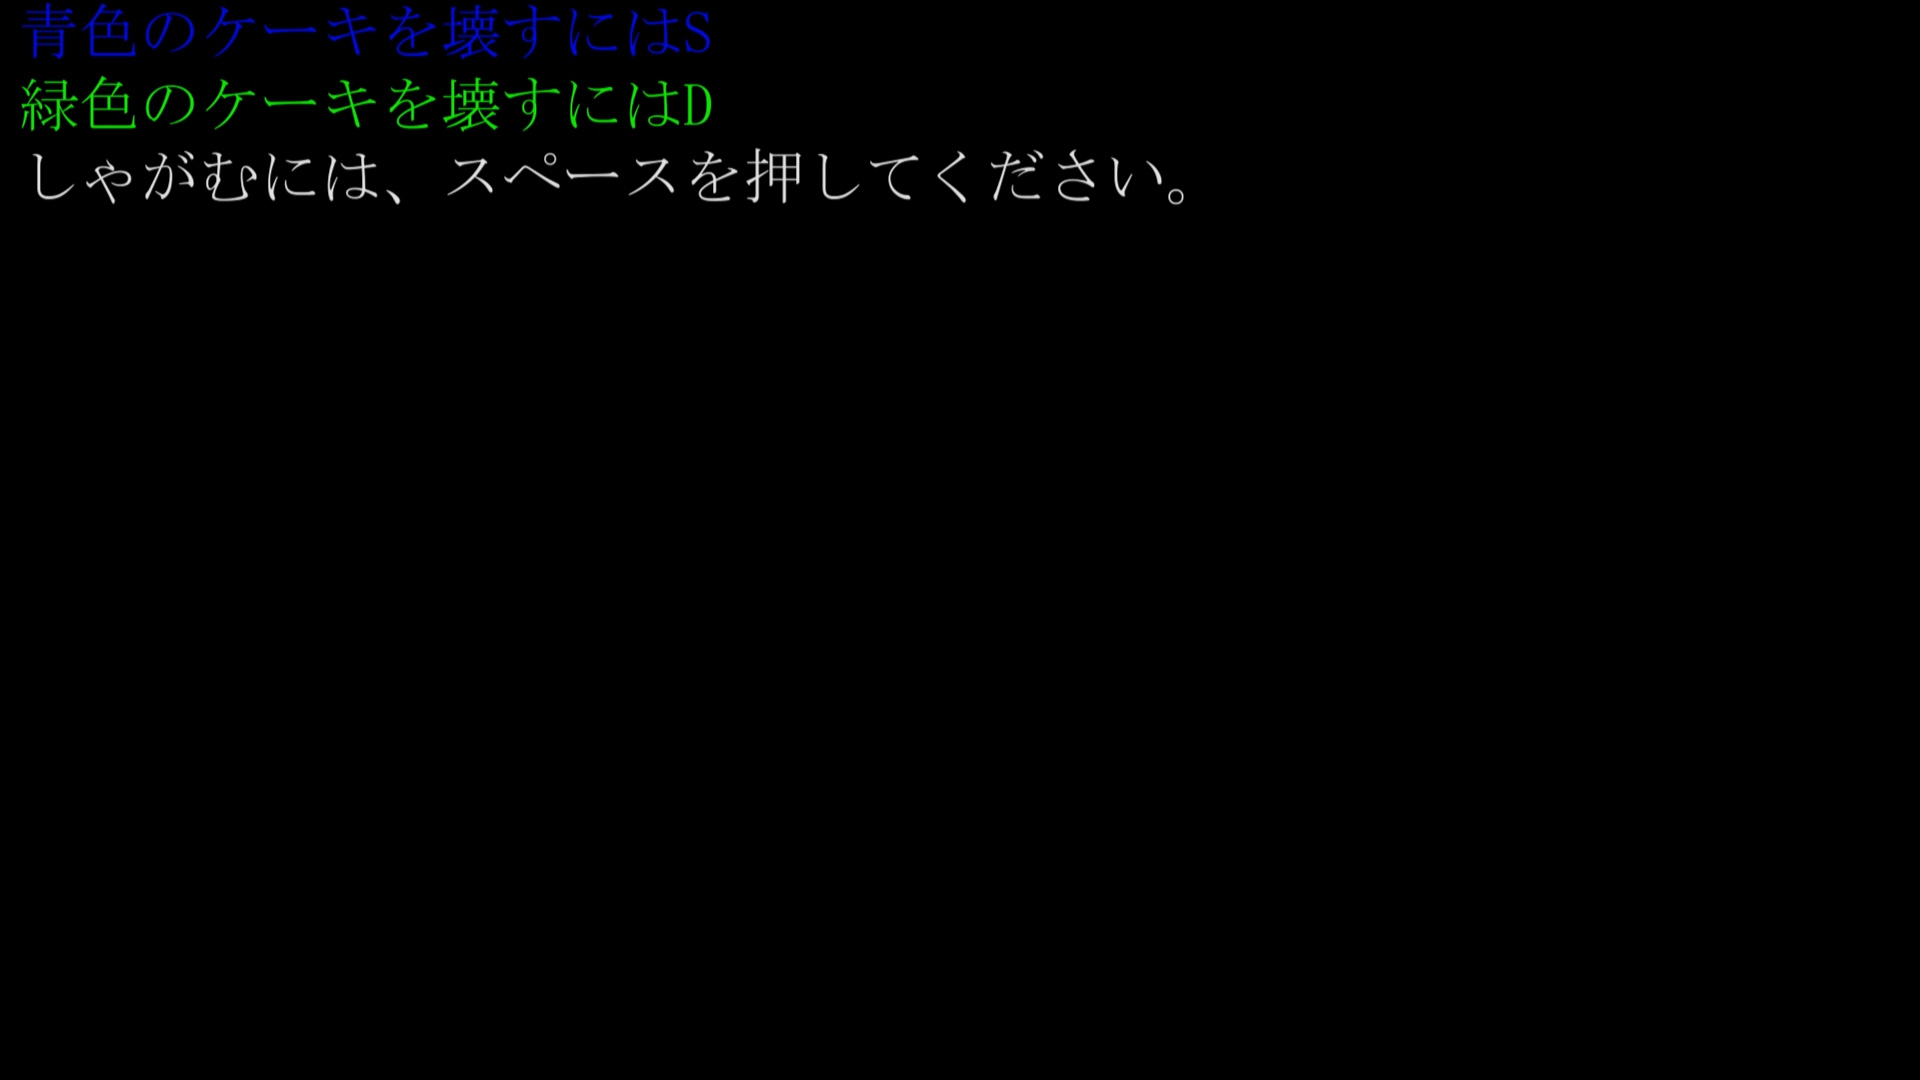 青色のケーキを壊すにはS
緑色のケーキを壊すにはD
しゃがむには、スペースを押してください。